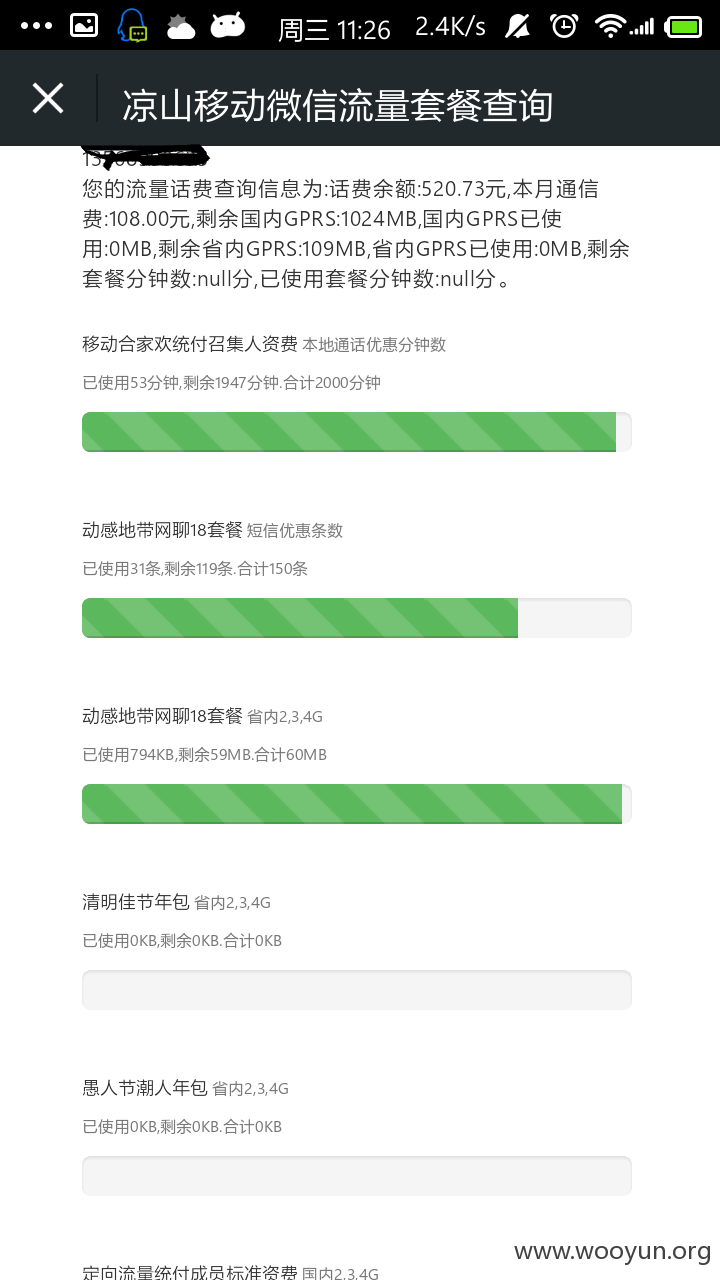 周三 11:26 2.4K/s
凉山移动微信流量套餐查询
您的流量话费查询信息为:话费余额:520.73元,本月通信
费:108.00元,剩余国内GPRS:1024MB,国内GPRS已使
用:0MB,剩余省内GPRS:109MB,省内GPRS已使用:0MB,剩余
套餐分钟数:null分,已使用套餐分钟数:null分。
移动合家欢统付召集人资费 本地通话优惠分钟数
已使用53分钟,剩余1947分钟.合计2000分钟
动感地带网聊18套餐 短信优惠条数
已使用31条,剩余119条.合计150条
动感地带网聊18套餐 省内2,3,4G
已使用794KB,剩余59MB.合计60MB
清明佳节年包 省内2,3,4G
已使用0KB,剩余0KB.合计0KB
愚人节潮人年包 省内2,3,4G
已使用0KB,剩余0KB.合计0KB
www.wooyun.org
定向流量统付成员标准资费 国内2,3,4G